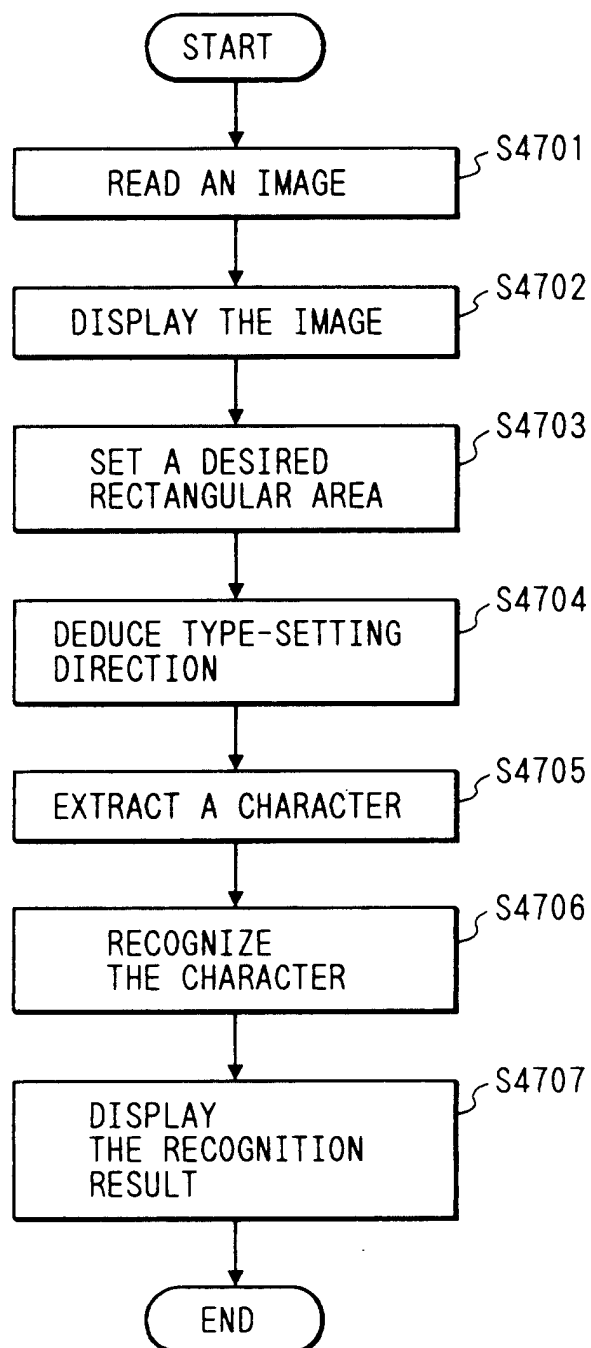 START
S4701
READ AN IMAGE
S4702
DISPLAY THE IMAGE
S4703
SET A DESIRED
RECTANGULAR AREA
S4704
DEDUCE TYPE-SETTING
DIRECTION
S4705
EXTRACT A CHARACTER
S4706
RECOGNIZE
THE CHARACTER
S4707
DISPLAY
THE RECOGNITION
RESULT
END